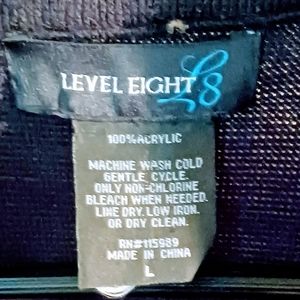 LEVEL EIGHT L8
100% ACRYLIC
MACHINE WASH COLD
GENTLE CYCLE.
ONLY NON-CHLORINE
BLEACH WHEN NEEDED.
LINE DRY. LOW IRON.
OR DRY CLEAN.
RN#115989
MADE IN CHINA
L